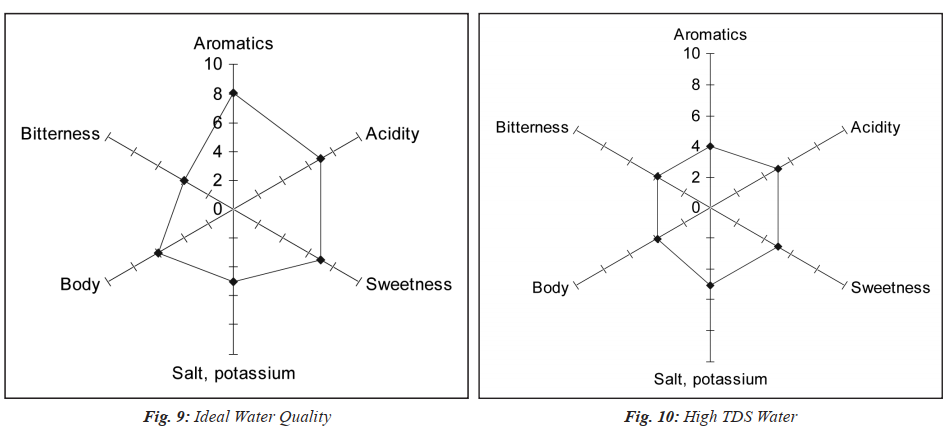 Aromatics
10
8
6
4
2
0
Bitterness
Acidity
Body
Sweetness
Salt, potassium
Fig. 9: Ideal Water Quality
Aromatics
10
8
6
4
2
0
Bitterness
Acidity
Body
Sweetness
Salt, potassium
Fig. 10: High TDS Water